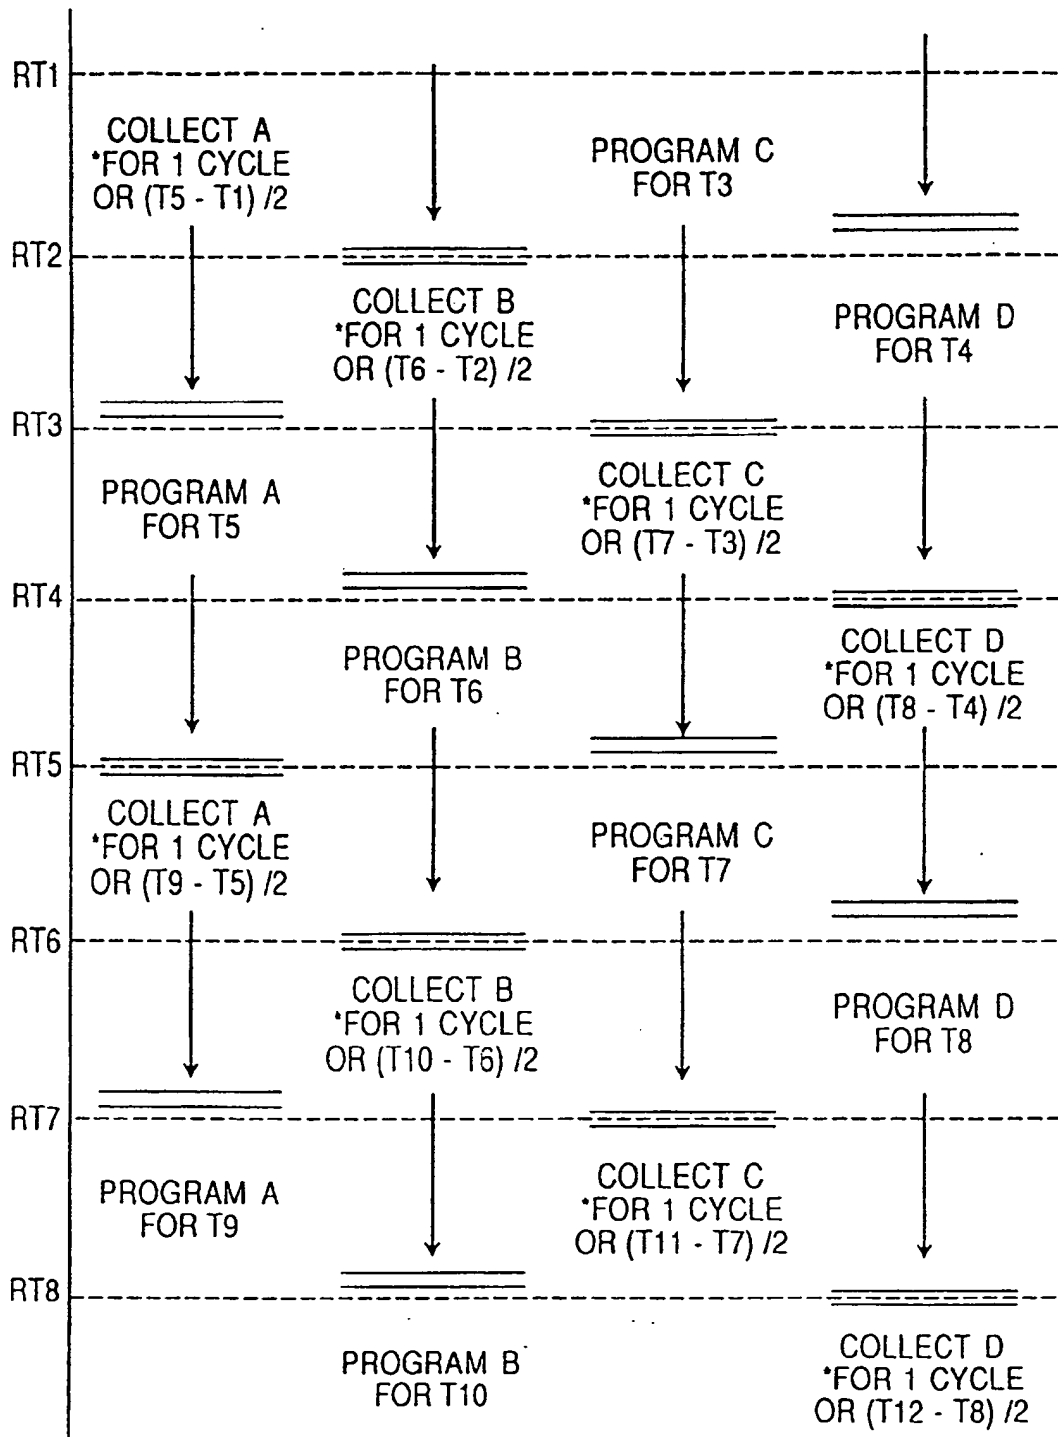 RT1
COLLECT A
*FOR 1 CYCLE
OR (T5 - T1) /2
PROGRAM C
FOR T3
RT2
COLLECT B
*FOR 1 CYCLE
OR (T6 - T2) /2
PROGRAM D
FOR T4
RT3
PROGRAM A
FOR T5
COLLECT C
*FOR 1 CYCLE
OR (T7 - T3) /2
RT4
PROGRAM B
FOR T6
COLLECT D
*FOR 1 CYCLE
OR (T8 - T4) /2
RT5
COLLECT A
*FOR 1 CYCLE
OR (T9 - T5) /2
PROGRAM C
FOR T7
RT6
COLLECT B
*FOR 1 CYCLE
OR (T10 - T6) /2
PROGRAM D
FOR T8
RT7
PROGRAM A
FOR T9
COLLECT C
*FOR 1 CYCLE
OR (T11 - T7) /2
RT8
PROGRAM B
FOR T10
COLLECT D
*FOR 1 CYCLE
OR (T12 - T8) /2